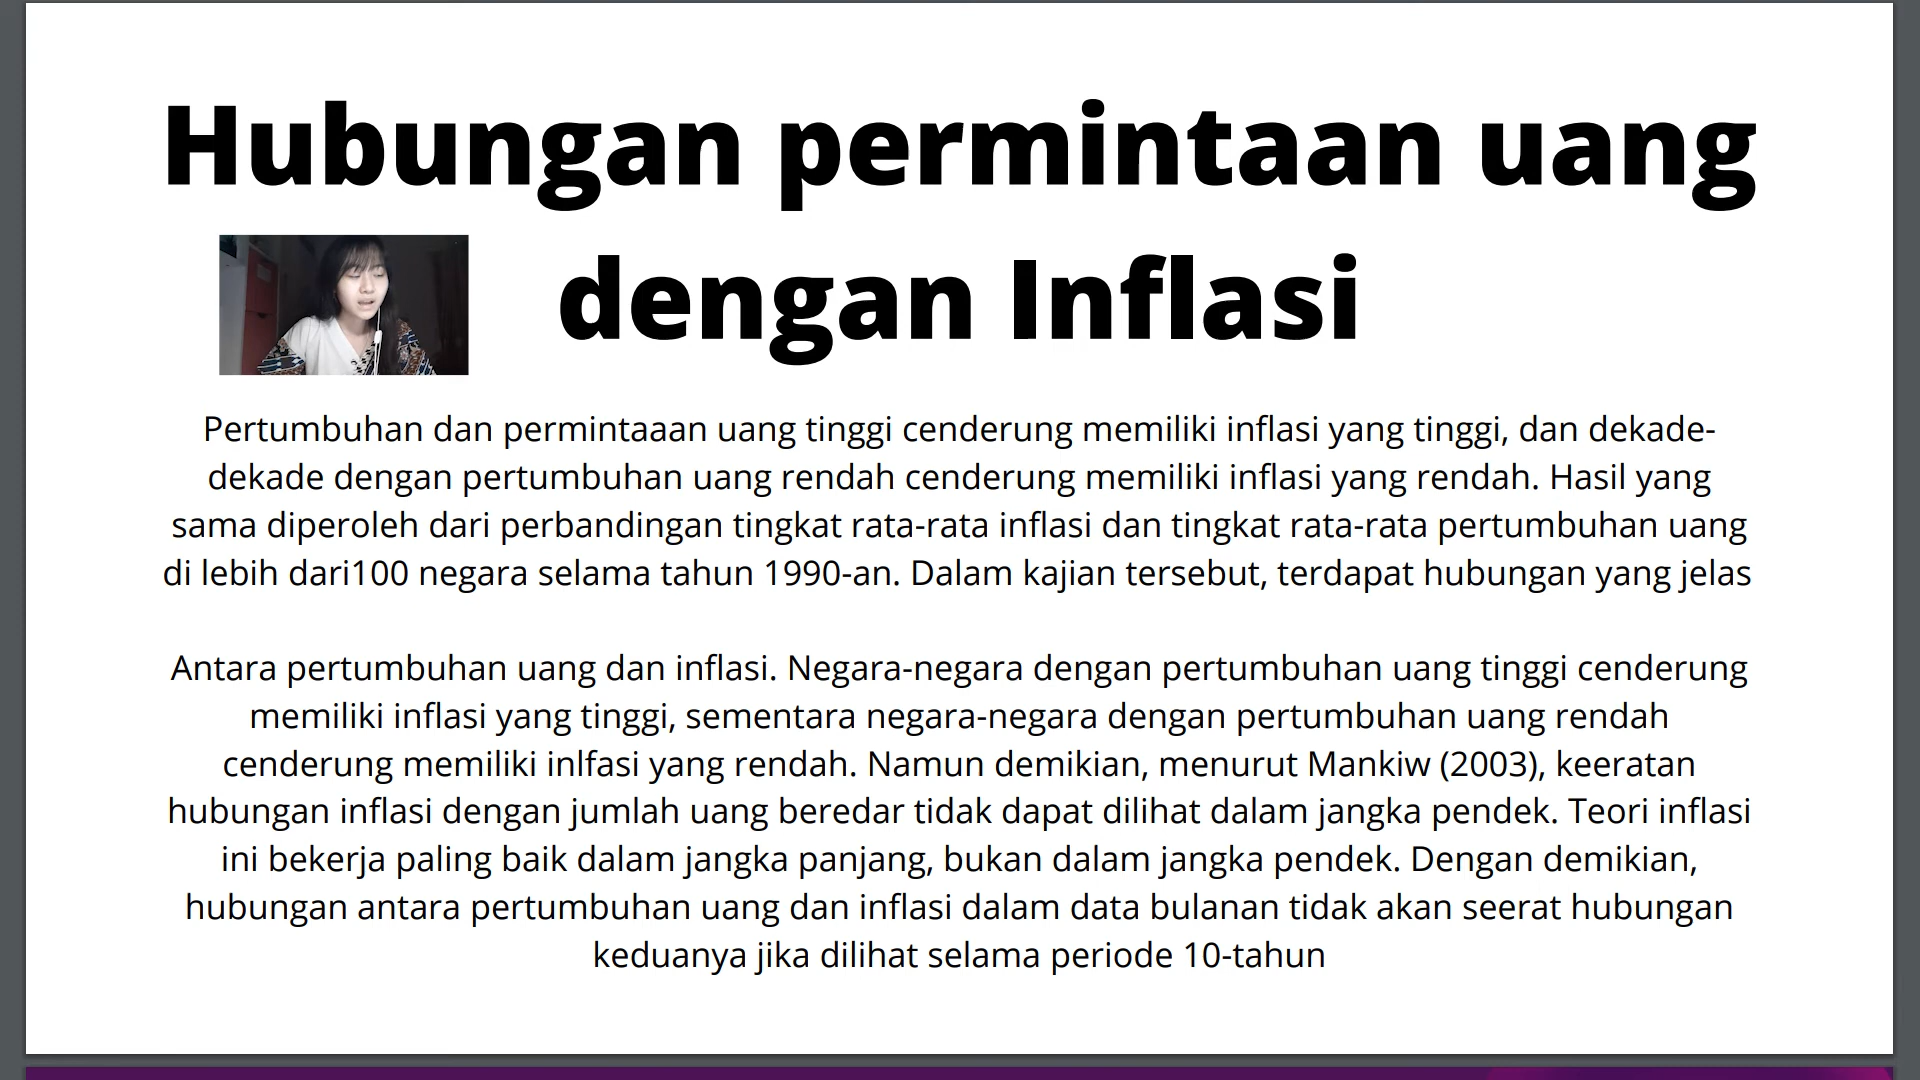 Hubungan permintaan uang
dengan Inflasi
Pertumbuhan dan permintaaan uang tinggi cenderung memiliki inflasi yang tinggi, dan dekade-
dekade dengan pertumbuhan uang rendah cenderung memiliki inflasi yang rendah. Hasil yang
sama diperoleh dari perbandingan tingkat rata-rata inflasi dan tingkat rata-rata pertumbuhan uang
di lebih dari100 negara selama tahun 1990-an. Dalam kajian tersebut, terdapat hubungan yang jelas
Antara pertumbuhan uang dan inflasi. Negara-negara dengan pertumbuhan uang tinggi cenderung
memiliki inflasi yang tinggi, sementara negara-negara dengan pertumbuhan uang rendah
cenderung memiliki inlfasi yang rendah. Namun demikian, menurut Mankiw (2003), keeratan
hubungan inflasi dengan jumlah uang beredar tidak dapat dilihat dalam jangka pendek. Teori inflasi
ini bekerja paling baik dalam jangka panjang, bukan dalam jangka pendek. Dengan demikian,
hubungan antara pertumbuhan uang dan inflasi dalam data bulanan tidak akan seerat hubungan
keduanya jika dilihat selama periode 10-tahun